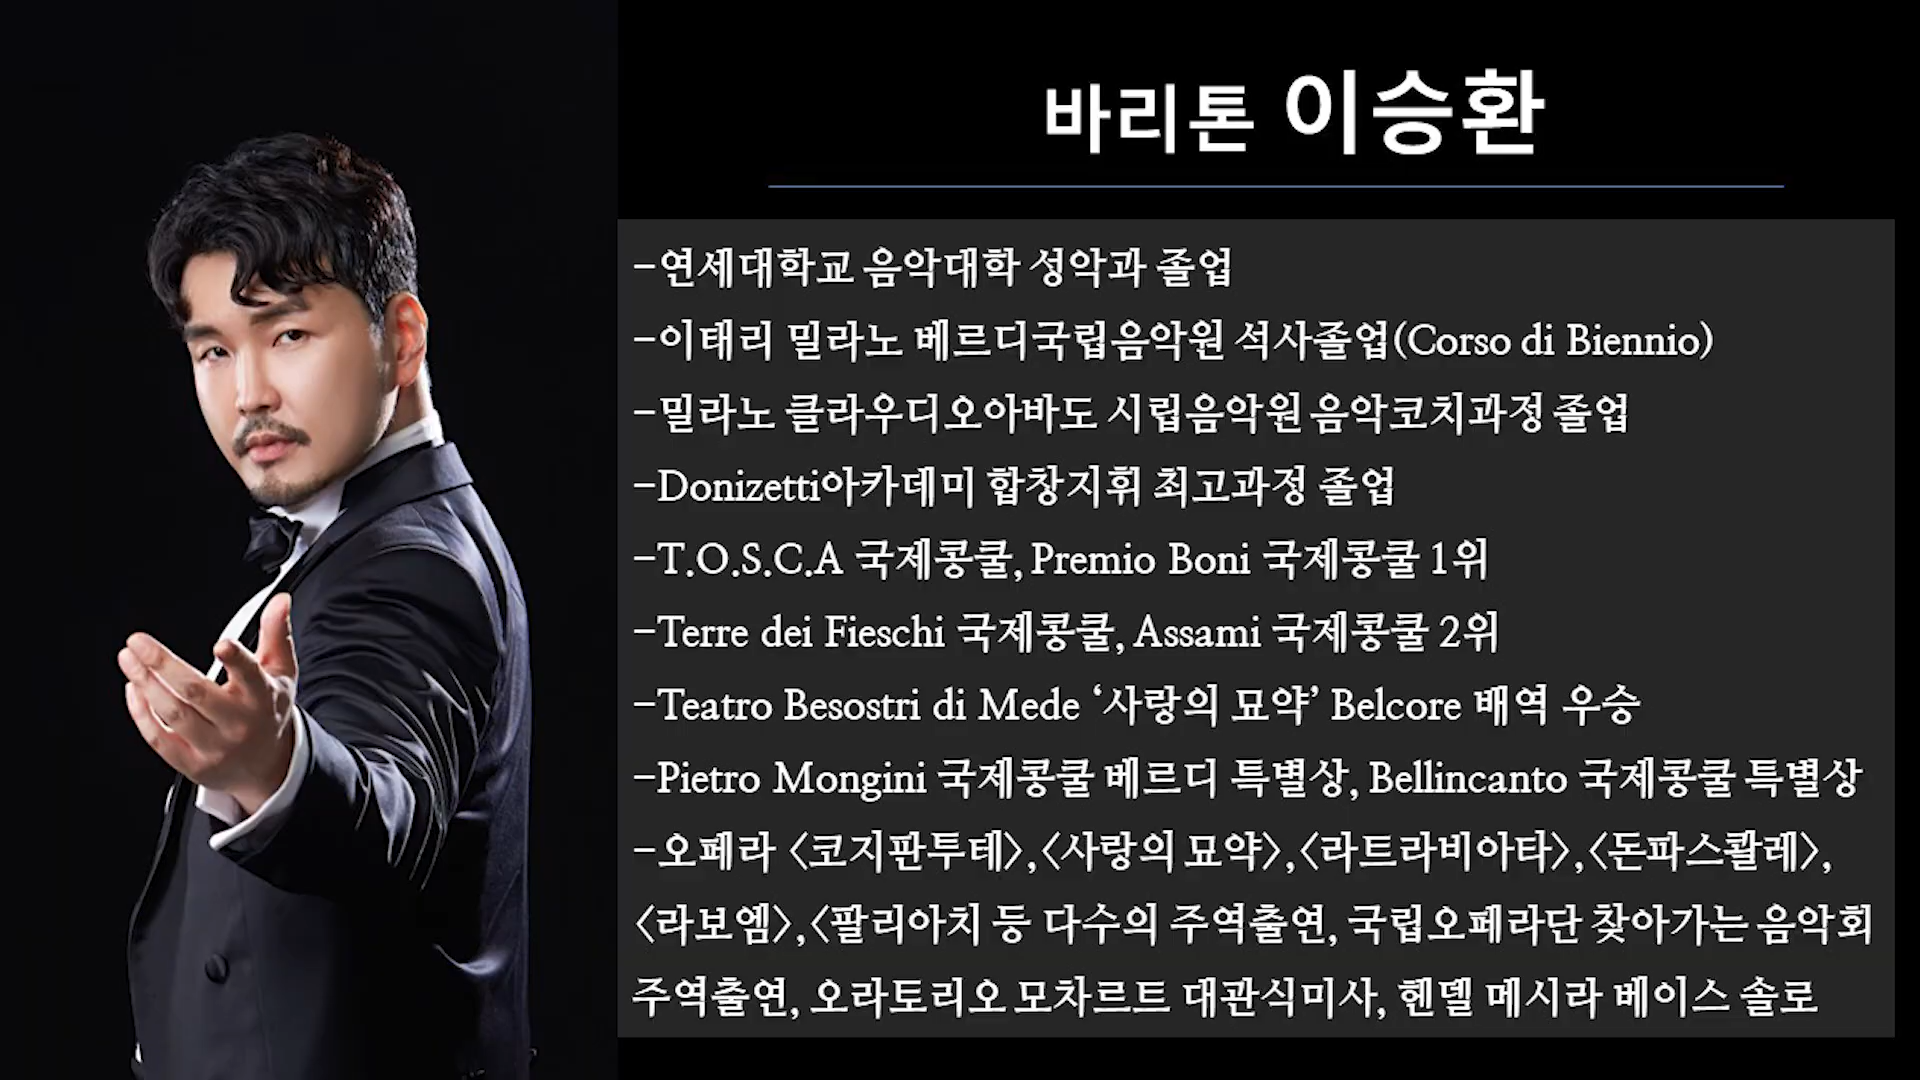 바리톤 이승환
-연세대학교 음악대학 성악과 졸업
-이태리 밀라노 베르디국립음악원 석사졸업(Corso di Biennio)
-밀라노 클라우디오아바도 시립음악원 음악코치과정 졸업
-Donizetti아카데미 합창지휘 최고과정 졸업
-T.O.S.C.A 국제콩쿨, Premio Boni 국제콩쿨 1위
-Terre dei Fieschi 국제콩쿨, Assami 국제콩쿨 2위
-Teatro Besostri di Mede ‘사랑의 묘약’ Belcore 배역 우승
-Pietro Mongini 국제콩쿨 베르디 특별상, Bellincanto 국제콩쿨 특별상
-오페라 〈코지판투테〉,〈사랑의 묘약〉,〈라트라비아타〉,〈돈파스콸레〉,
〈라보엠〉,〈팔리아치 등 다수의 주역출연, 국립오페라단 찾아가는 음악회
주역출연, 오라토리오 모차르트 대관식미사, 헨델 메시라 베이스 솔로